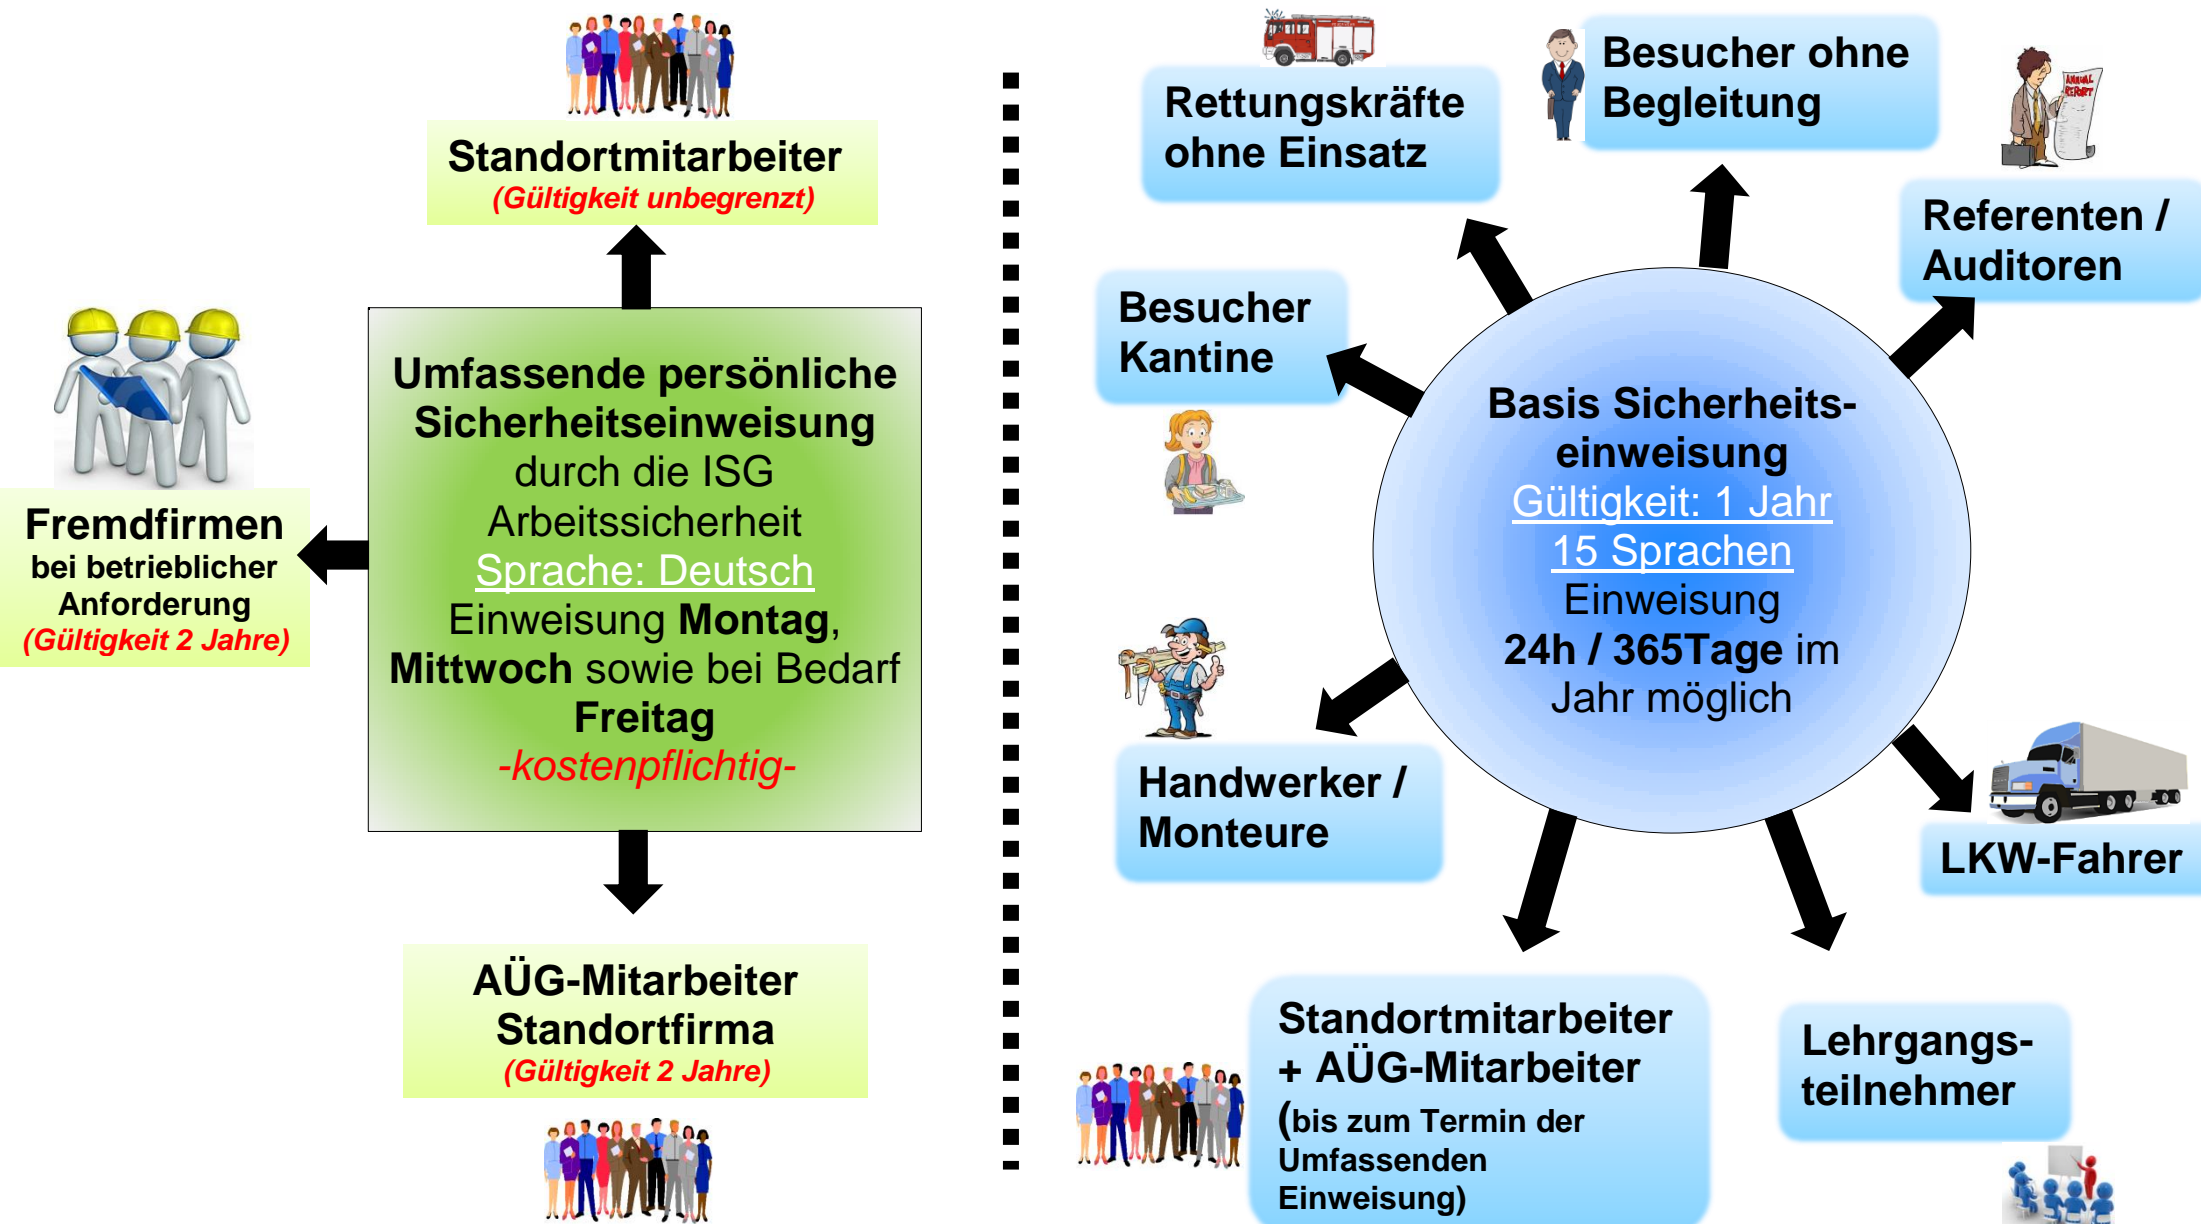 Standortmitarbeiter
(Gültigkeit unbegrenzt)
Fremdfirmen
bei betrieblicher
Anforderung
(Gültigkeit 2 Jahre)
Umfassende persönliche
Sicherheitseinweisung
durch die ISG
Arbeitssicherheit
Sprache: Deutsch
Einweisung Montag,
Mittwoch sowie bei Bedarf
Freitag
-kostenpflichtig-
AÜG-Mitarbeiter
Standortfirma
(Gültigkeit 2 Jahre)
Rettungskräfte
ohne Einsatz
Besucher ohne
Begleitung
ANNUAL
REPORT
Referenten /
Auditoren
Besucher
Kantine
Basis Sicherheits-
einweisung
Gültigkeit: 1 Jahr
15 Sprachen
Einweisung
24h / 365Tage im
Jahr möglich
Handwerker /
Monteure
LKW-Fahrer
Standortmitarbeiter
+ AÜG-Mitarbeiter
(bis zum Termin der
Umfassenden
Einweisung)
Lehrgangs-
teilnehmer